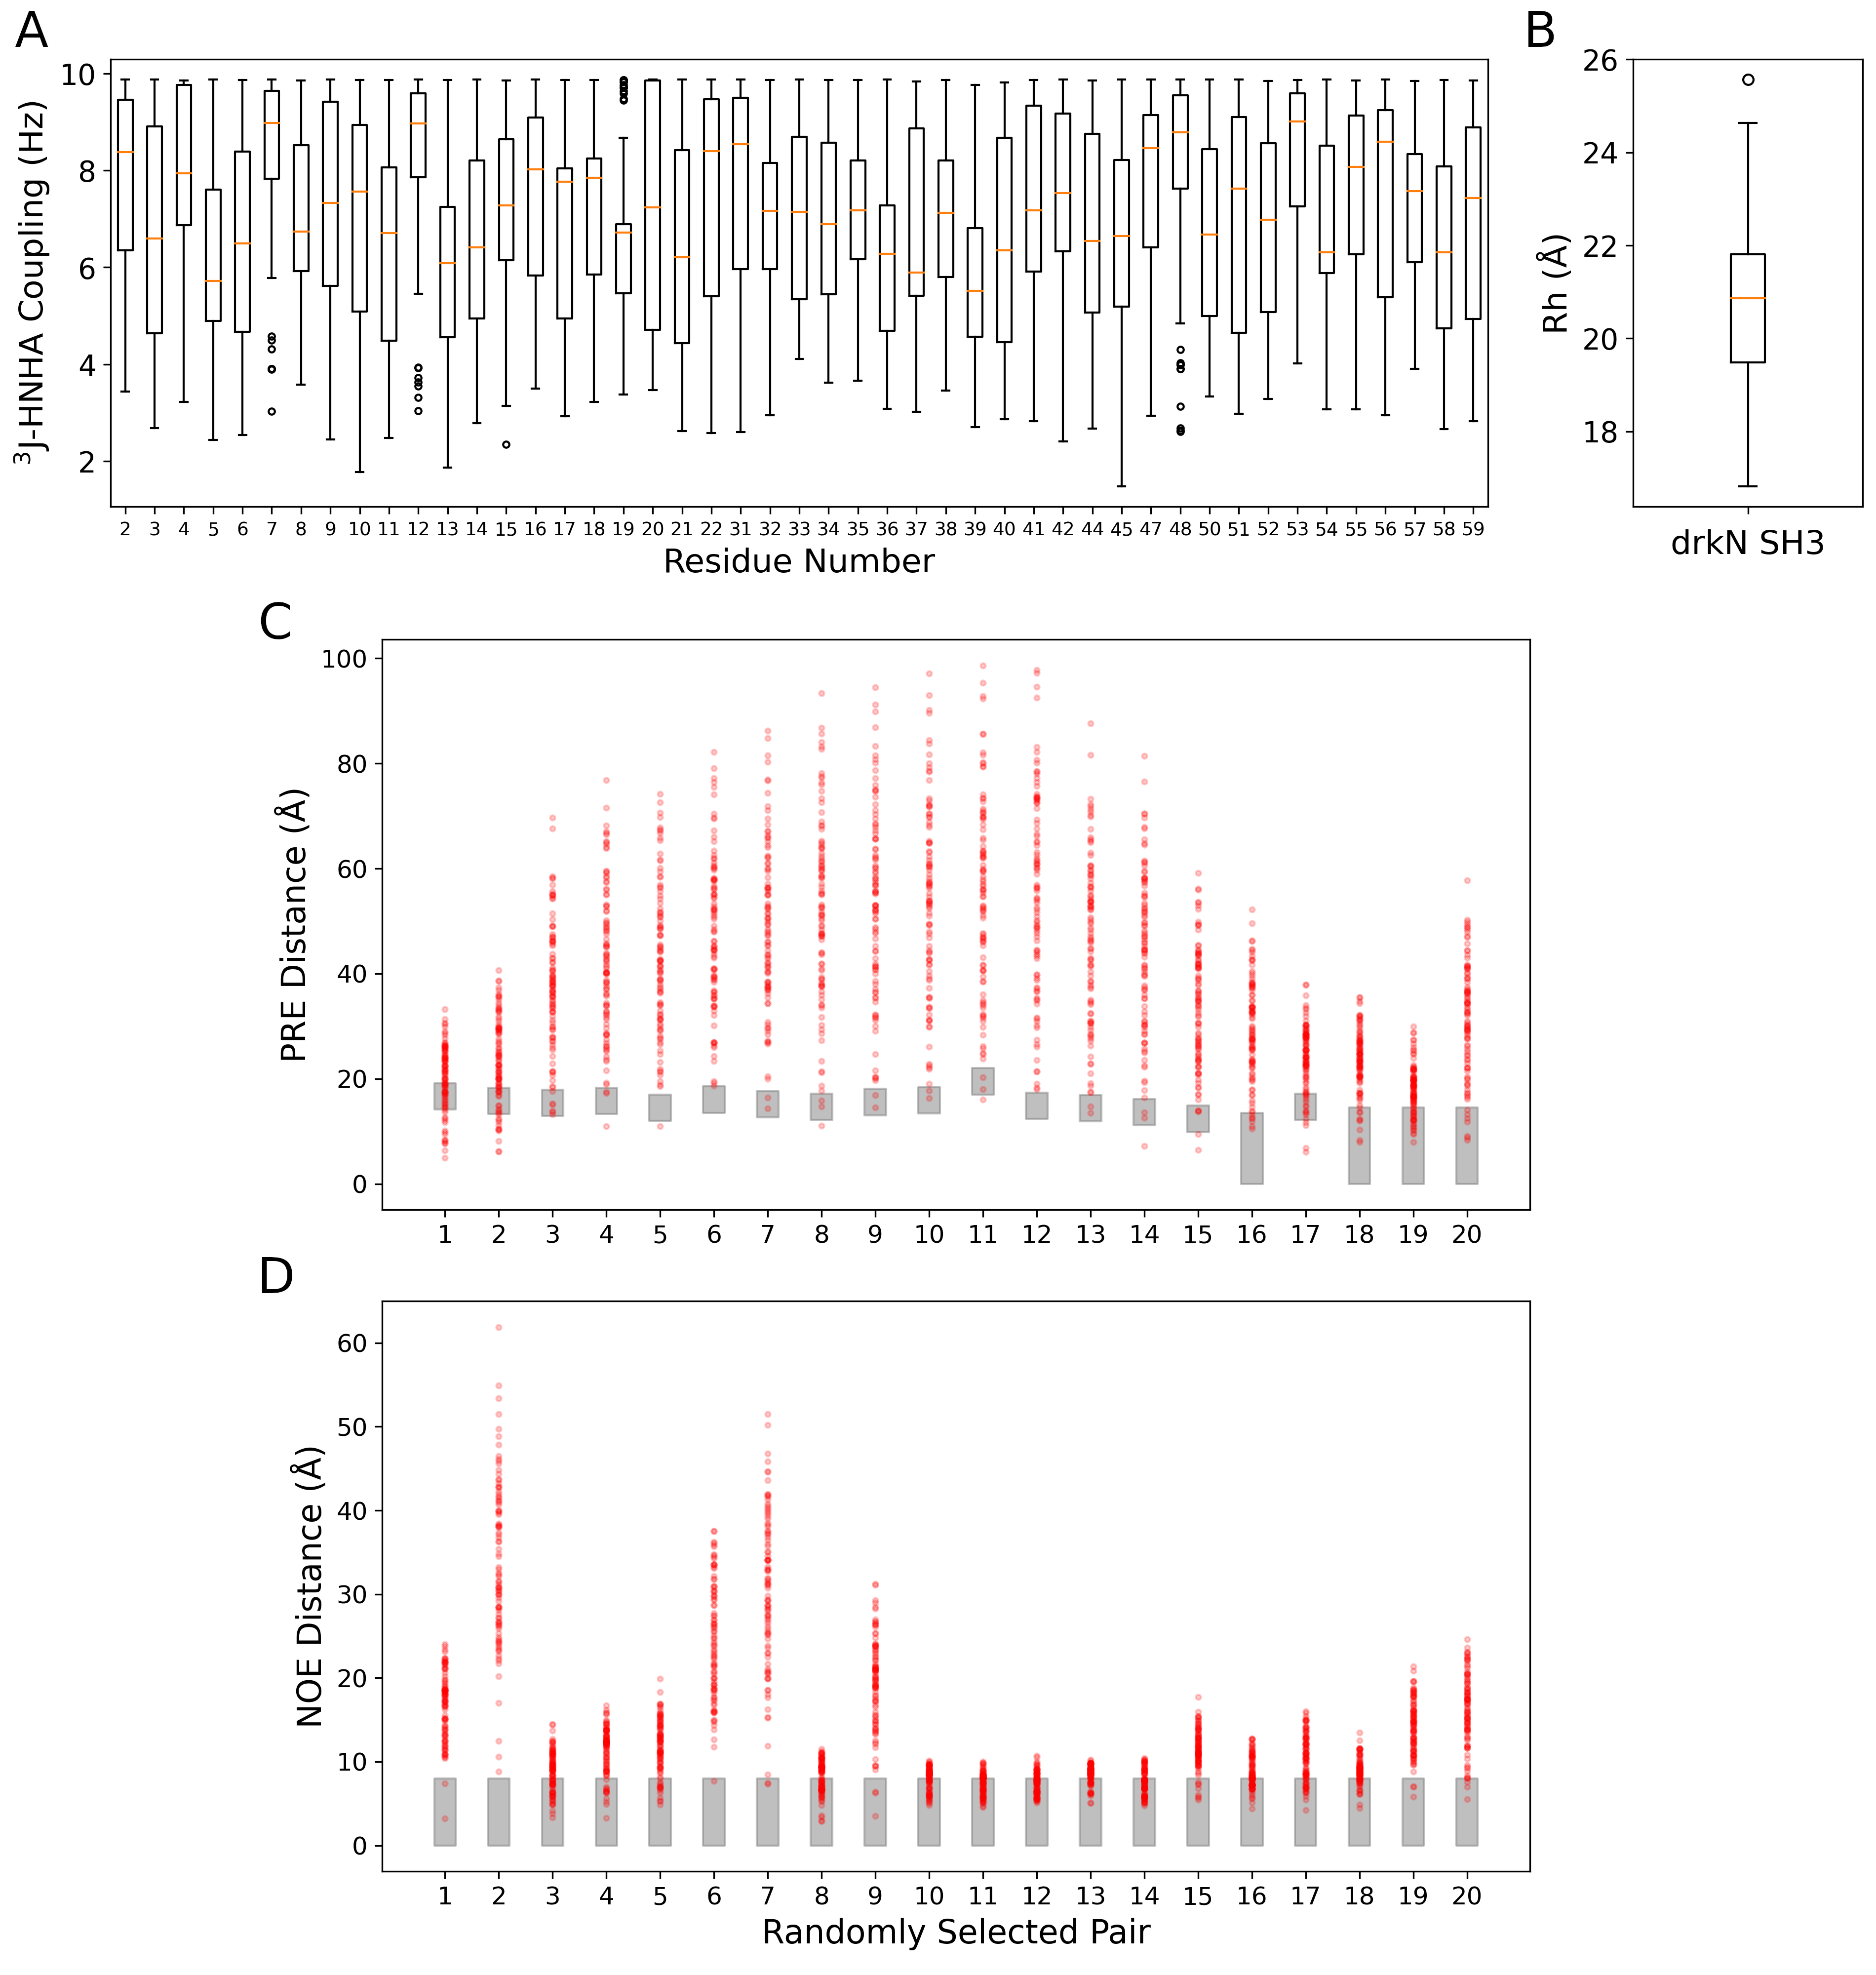 A
³J-HNHA Coupling (Hz)
10
8
6
4
2
2 3 4 5 6 7 8 9 10 11 12 13 14 15 16 17 18 19 20 21 22 31 32 33 34 35 36 37 38 39 40 41 42 44 45 47 48 50 51 52 53 54 55 56 57 58 59
Residue Number
B
Rh (Å)
26
24
22
20
18
drkN SH3
C
PRE Distance (Å)
100
80
60
40
20
0
1 2 3 4 5 6 7 8 9 10 11 12 13 14 15 16 17 18 19 20
D
NOE Distance (Å)
60
50
40
30
20
10
0
1 2 3 4 5 6 7 8 9 10 11 12 13 14 15 16 17 18 19 20
Randomly Selected Pair